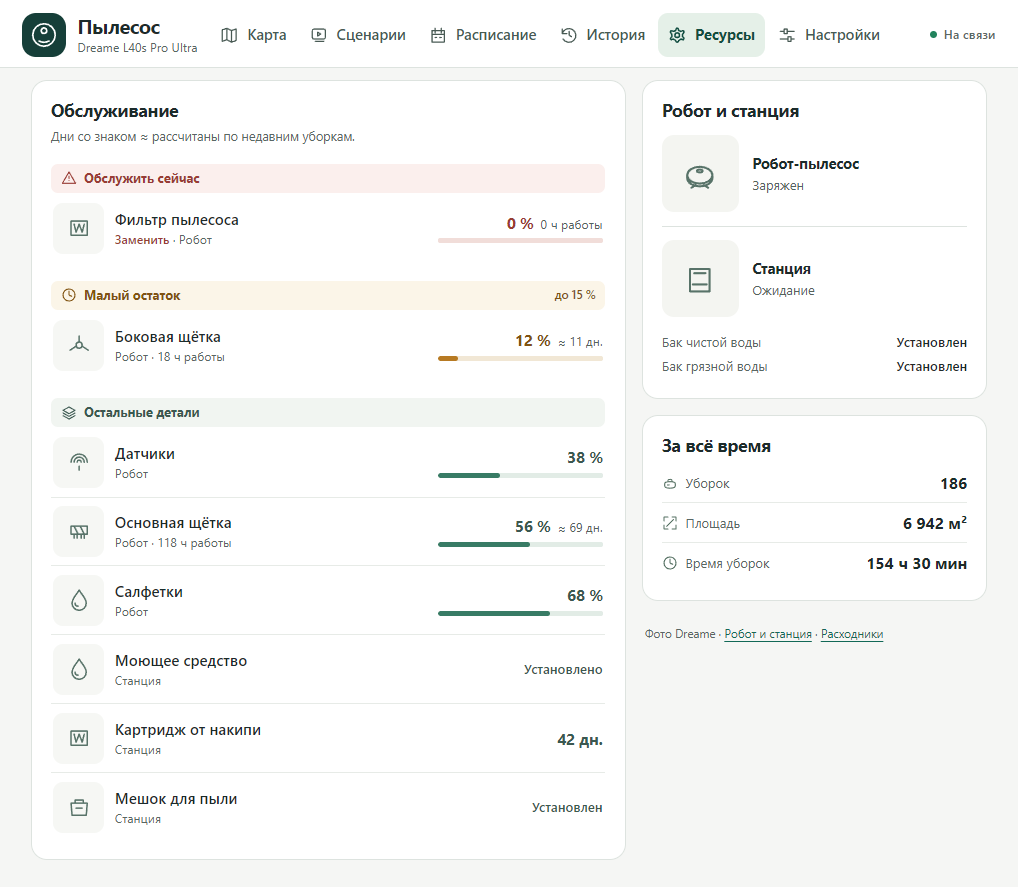 Пылесос
Dreame L40s Pro Ultra
Карта
Сценарии
Расписание
История
Ресурсы
Настройки
На связи
Обслуживание
Дни со знаком ≈ рассчитаны по недавним уборкам.
Обслужить сейчас
Фильтр пылесоса
Заменить · Робот
0 % 0 ч работы
Малый остаток
до 15 %
Боковая щётка
Робот · 18 ч работы
12 % ≈ 11 дн.
Остальные детали
Датчики
Робот
38 %
Основная щётка
Робот · 118 ч работы
56 % ≈ 69 дн.
Салфетки
Робот
68 %
Моющее средство
Станция
Установлено
Картридж от накипи
Станция
42 дн.
Мешок для пыли
Станция
Установлен
Робот и станция
Робот-пылесос
Заряжен
Станция
Ожидание
Бак чистой воды Установлен
Бак грязной воды Установлен
За всё время
Уборок 186
Площадь 6 942 м²
Время уборок 154 ч 30 мин
Фото Dreame · Робот и станция · Расходники